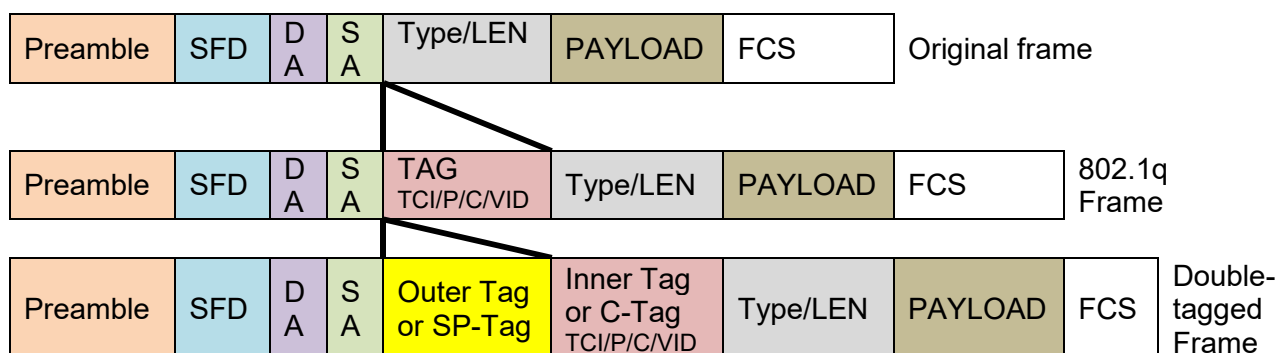 Preamble SFD D A S A Type/LEN PAYLOAD FCS Original frame
Preamble SFD D A S A TAG TCI/P/C/VID Type/LEN PAYLOAD FCS 802.1q Frame
Preamble SFD D A S A Outer Tag or SP-Tag Inner Tag or C-Tag TCI/P/C/VID Type/LEN PAYLOAD FCS Double-tagged Frame